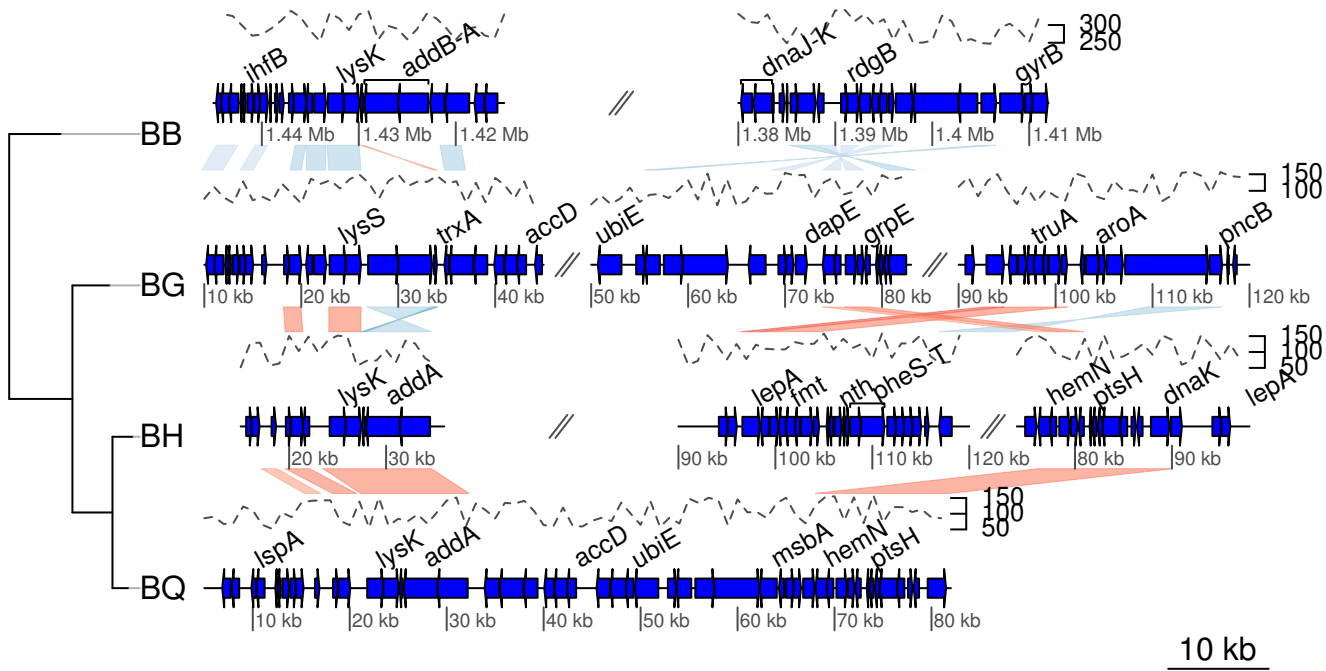 300
250
ihfB lysK addB-A dnaJ-K rdgB gyrB
BB
1.44 Mb 1.43 Mb 1.42 Mb 1.38 Mb 1.39 Mb 1.4 Mb 1.41 Mb
150
100
lysS trxA accD ubiE dapE grpE truA aroA pncB
BG
10 kb 20 kb 30 kb 40 kb 50 kb 60 kb 70 kb 80 kb 90 kb 100 kb 110 kb 120 kb
150
100
50
lysK addA lepA fmt nth pheS-T hemN ptsH dnaK lepA
BH
20 kb 30 kb 90 kb 100 kb 110 kb 120 kb 80 kb 90 kb
150
100
50
lspA lysK addA accD ubiE msbA hemN ptsH
BQ
10 kb 20 kb 30 kb 40 kb 50 kb 60 kb 70 kb 80 kb
10 kb